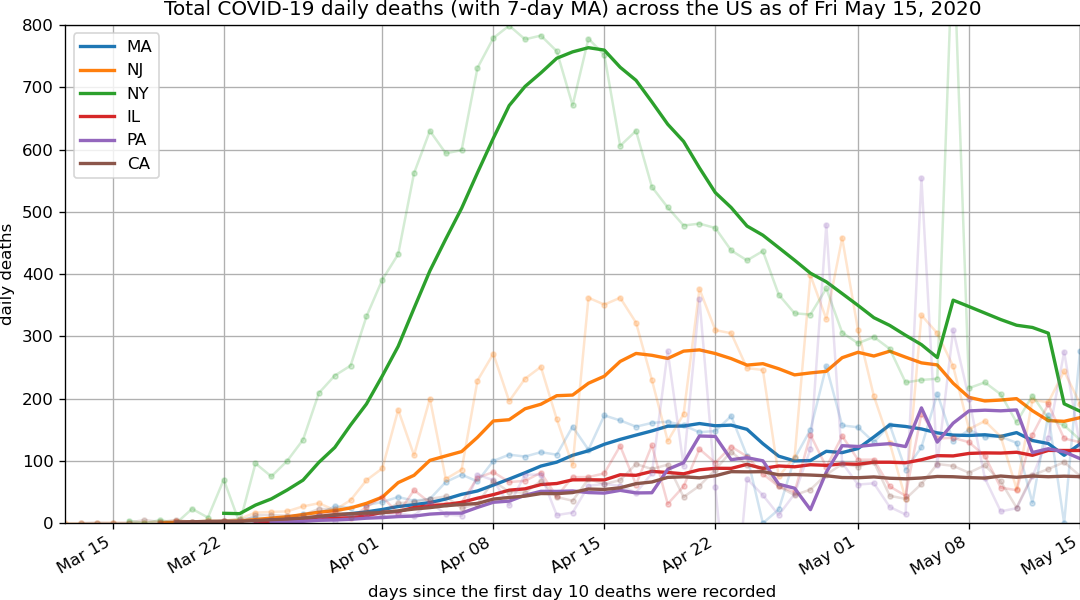 Total COVID-19 daily deaths (with 7-day MA) across the US as of Fri May 15, 2020
800
700
600
500
400
300
200
100
0
daily deaths
MA
NJ
NY
IL
PA
CA
Mar 15
Mar 22
Apr 01
Apr 08
Apr 15
Apr 22
May 01
May 08
May 15
days since the first day 10 deaths were recorded